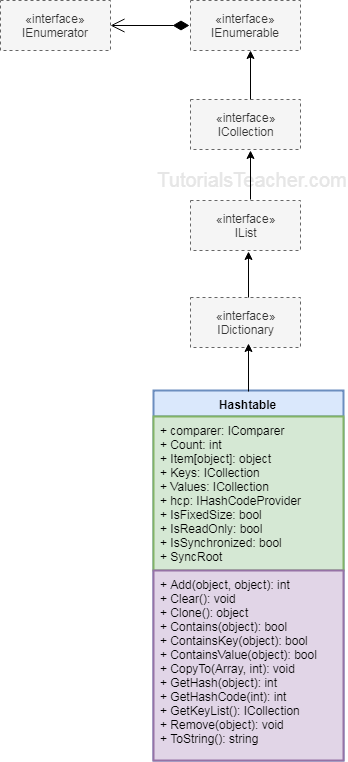 «interface»
IEnumerator
«interface»
IEnumerable
«interface»
ICollection
TutorialsTeacher.com
«interface»
IList
«interface»
IDictionary
Hashtable
+ comparer: IComparer
+ Count: int
+ Item[object]: object
+ Keys: ICollection
+ Values: ICollection
+ hcp: IHashCodeProvider
+ IsFixedSize: bool
+ IsReadOnly: bool
+ IsSynchronized: bool
+ SyncRoot
+ Add(object, object): int
+ Clear(): void
+ Clone(): object
+ Contains(object): bool
+ ContainsKey(object): bool
+ ContainsValue(object): bool
+ CopyTo(Array, int): void
+ GetHash(object): int
+ GetHashCode(int): int
+ GetKeyList(): ICollection
+ Remove(object): void
+ ToString(): string